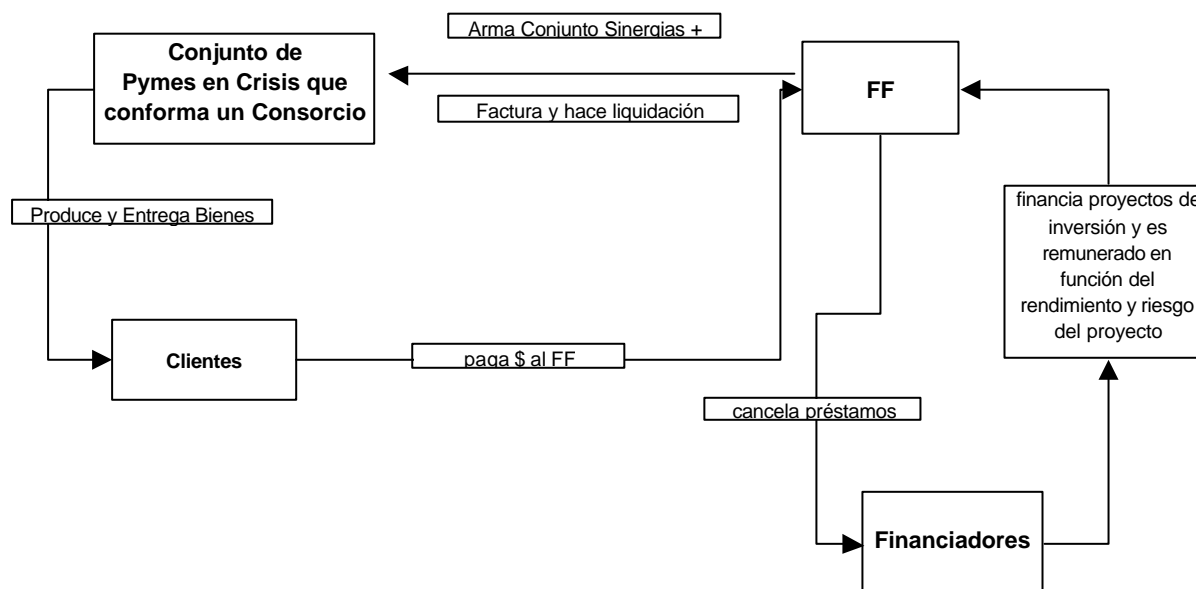 Arma Conjunto Sinergias +
Conjunto de
Pymes en Crisis que
conforma un Consorcio
FF
Factura y hace liquidación
Produce y Entrega Bienes
financia proyectos de
inversión y es
remunerado en
función del
rendimiento y riesgo
del proyecto
Clientes
paga $ al FF
cancela préstamos
Financiadores